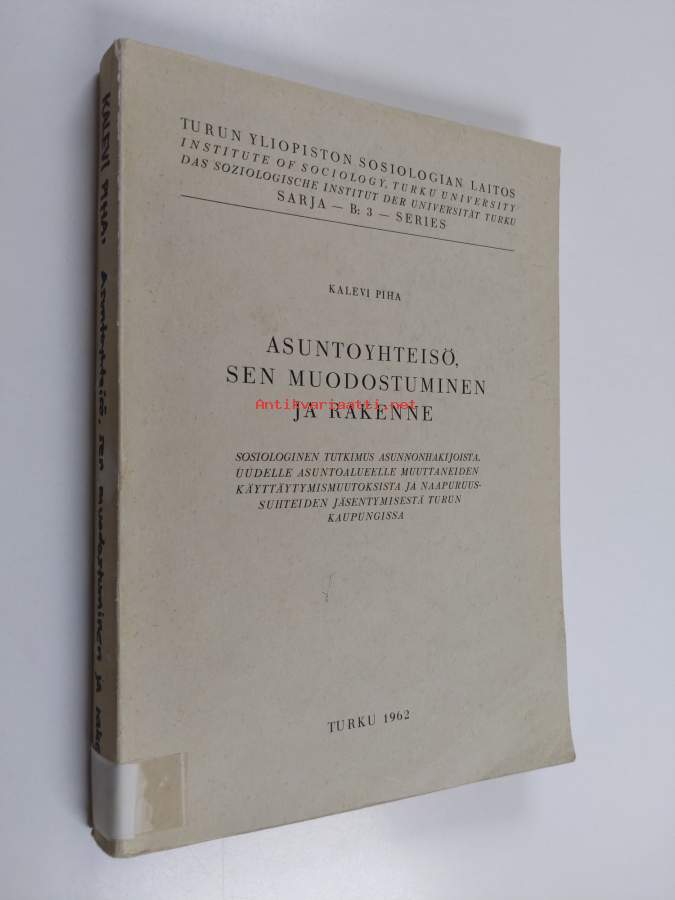 TURUN YLIOPISTON SOSIOLOGIAN LAITOS
INSTITUTE OF SOCIOLOGY, TURKU UNIVERSITY
DAS SOZIOLOGISCHE INSTITUT DER UNIVERSITÄT TURKU
SARJA — B: 3 — SERIES
KALEVI PIHA
ASUNTOYHTEISÖ,
SEN MUODOSTUMINEN
JA RAKENNE
Antikvariaatti.net
SOSIOLOGINEN TUTKIMUS ASUNNONHAKIJOISTA,
UUDELLE ASUNTOALUEELLE MUUTTANEIDEN
KÄYTTÄYTYMISMUUTOKSISTA JA NAAPURUUS-
SUHTEIDEN JÄSENTYMISESTÄ TURUN
KAUPUNGISSA
TURKU 1962
KALEVI PIHA: Asuntoyhteisö, sen muodostuminen ja rake